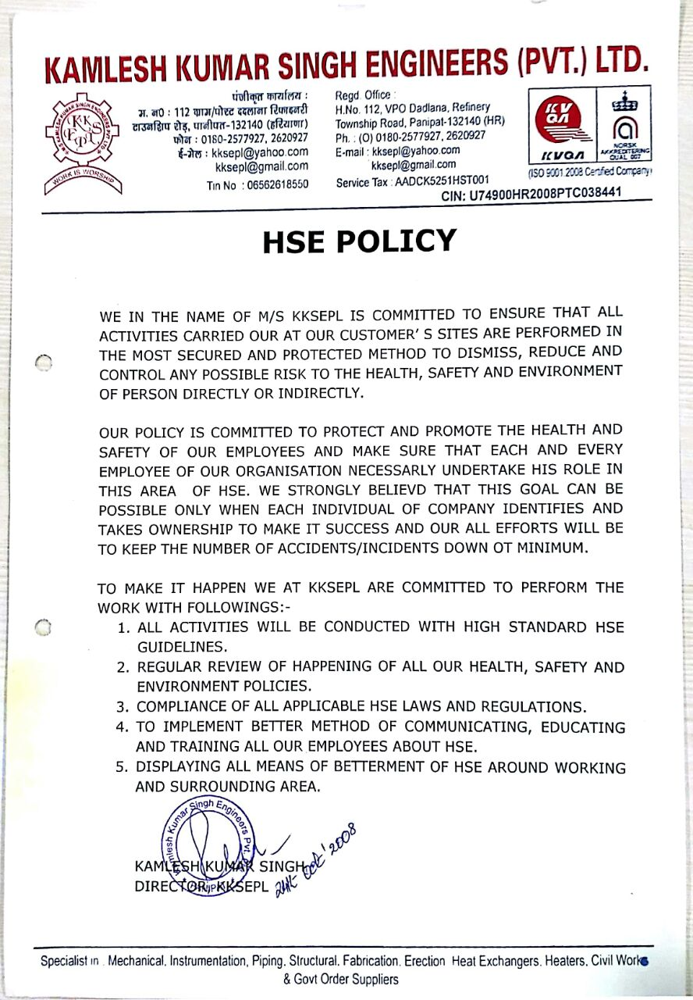 KAMLESH KUMAR SINGH ENGINEERS (PVT.) LTD.
M/S KAMLESH KUMAR SINGH ENGINEERS PVT LTD
KKS
EPL
WORK IS WORSHIP
पंजीकृत कार्यालय :
म. न0 : 112 ग्राम/पोस्ट ददलाना रिफाइनरी
टाउनशिप रोड़, पानीपत-132140 (हरियाणा)
फोन : 0180-2577927, 2620927
ई-मेल : kksepl@yahoo.com
kksepl@gmail.com
Tin No : 06562618550
Regd. Office :
H.No. 112, VPO Dadlana, Refinery
Township Road, Panipat-132140 (HR)
Ph. : (O) 0180-2577927, 2620927
E-mail : kksepl@yahoo.com
kksepl@gmail.com
Service Tax : AADCK5251HST001
KVQA
KVQA
NORSK
AKKREDITERING
QUAL 007
(ISO 9001:2008 Certified Company)
CIN: U74900HR2008PTC038441
HSE POLICY
WE IN THE NAME OF M/S KKSEPL IS COMMITTED TO ENSURE THAT ALL
ACTIVITIES CARRIED OUR AT OUR CUSTOMER' S SITES ARE PERFORMED IN
THE MOST SECURED AND PROTECTED METHOD TO DISMISS, REDUCE AND
CONTROL ANY POSSIBLE RISK TO THE HEALTH, SAFETY AND ENVIRONMENT
OF PERSON DIRECTLY OR INDIRECTLY.
OUR POLICY IS COMMITTED TO PROTECT AND PROMOTE THE HEALTH AND
SAFETY OF OUR EMPLOYEES AND MAKE SURE THAT EACH AND EVERY
EMPLOYEE OF OUR ORGANISATION NECESSARLY UNDERTAKE HIS ROLE IN
THIS AREA OF HSE. WE STRONGLY BELIEVD THAT THIS GOAL CAN BE
POSSIBLE ONLY WHEN EACH INDIVIDUAL OF COMPANY IDENTIFIES AND
TAKES OWNERSHIP TO MAKE IT SUCCESS AND OUR ALL EFFORTS WILL BE
TO KEEP THE NUMBER OF ACCIDENTS/INCIDENTS DOWN OT MINIMUM.
TO MAKE IT HAPPEN WE AT KKSEPL ARE COMMITTED TO PERFORM THE
WORK WITH FOLLOWINGS:-
1. ALL ACTIVITIES WILL BE CONDUCTED WITH HIGH STANDARD HSE
GUIDELINES.
2. REGULAR REVIEW OF HAPPENING OF ALL OUR HEALTH, SAFETY AND
ENVIRONMENT POLICIES.
3. COMPLIANCE OF ALL APPLICABLE HSE LAWS AND REGULATIONS.
4. TO IMPLEMENT BETTER METHOD OF COMMUNICATING, EDUCATING
AND TRAINING ALL OUR EMPLOYEES ABOUT HSE.
5. DISPLAYING ALL MEANS OF BETTERMENT OF HSE AROUND WORKING
AND SURROUNDING AREA.
Kamlesh Kumar Singh Engineers Pvt.
KAMLESH KUMAR SINGH
DIRECTOR, KKSEPL
Oct' 2008
Specialist in : Mechanical, Instrumentation, Piping, Structural, Fabrication, Erection Heat Exchangers, Heaters, Civil Works
& Govt Order Suppliers